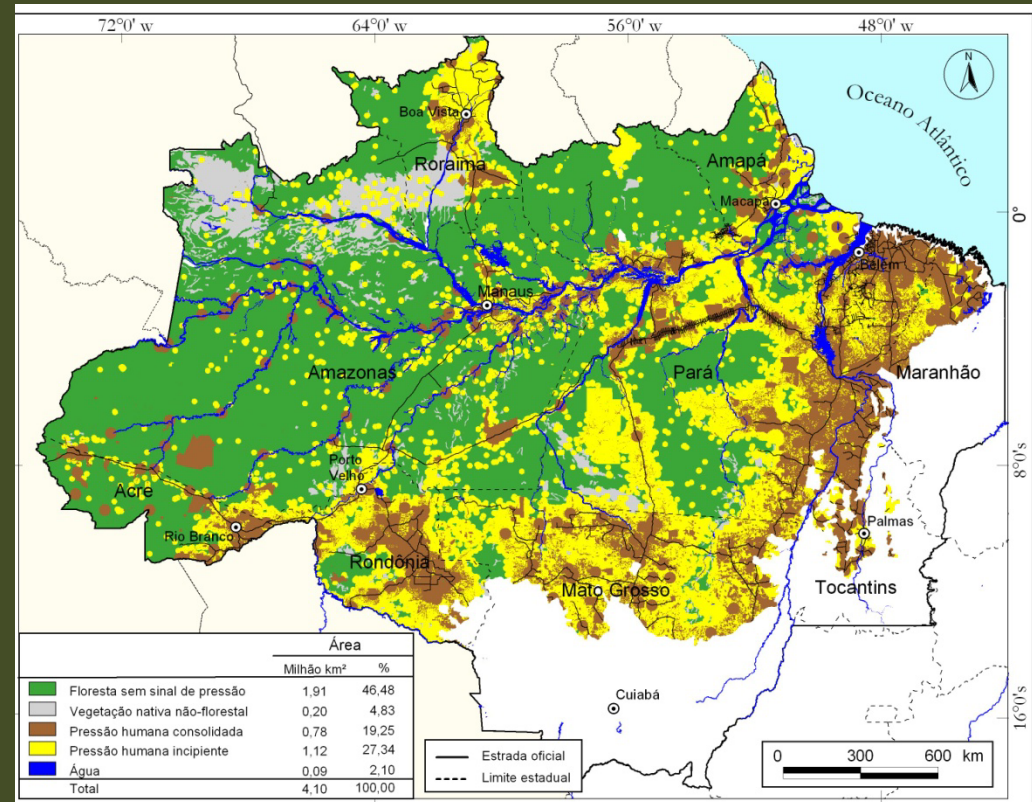 72°0' w 64°0' w 56°0' w 48°0' w
Oceano Atlântico
Boa Vista
Roraima
Amapá
Macapá
0°
Belém
Manaus
Amazonas
Pará
Maranhão
Porto
Velho
8°0's
Acre
Rio Branco
Palmas
Rondônia
Mato Grosso
Tocantins
Cuiabá
16°0's
Área
Milhão km² %
Floresta sem sinal de pressão 1,91 46,48
Vegetação nativa não-florestal 0,20 4,83
Pressão humana consolidada 0,78 19,25
Pressão humana incipiente 1,12 27,34
Água 0,09 2,10
Total 4,10 100,00
Estrada oficial
Limite estadual
0 300 600 km
N